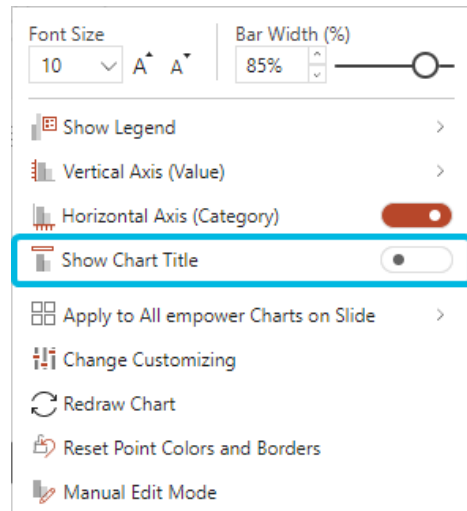 Font Size Bar Width (%)
10 A A 85%
Show Legend
Vertical Axis (Value)
Horizontal Axis (Category)
Show Chart Title
Apply to All empower Charts on Slide
Change Customizing
Redraw Chart
Reset Point Colors and Borders
Manual Edit Mode